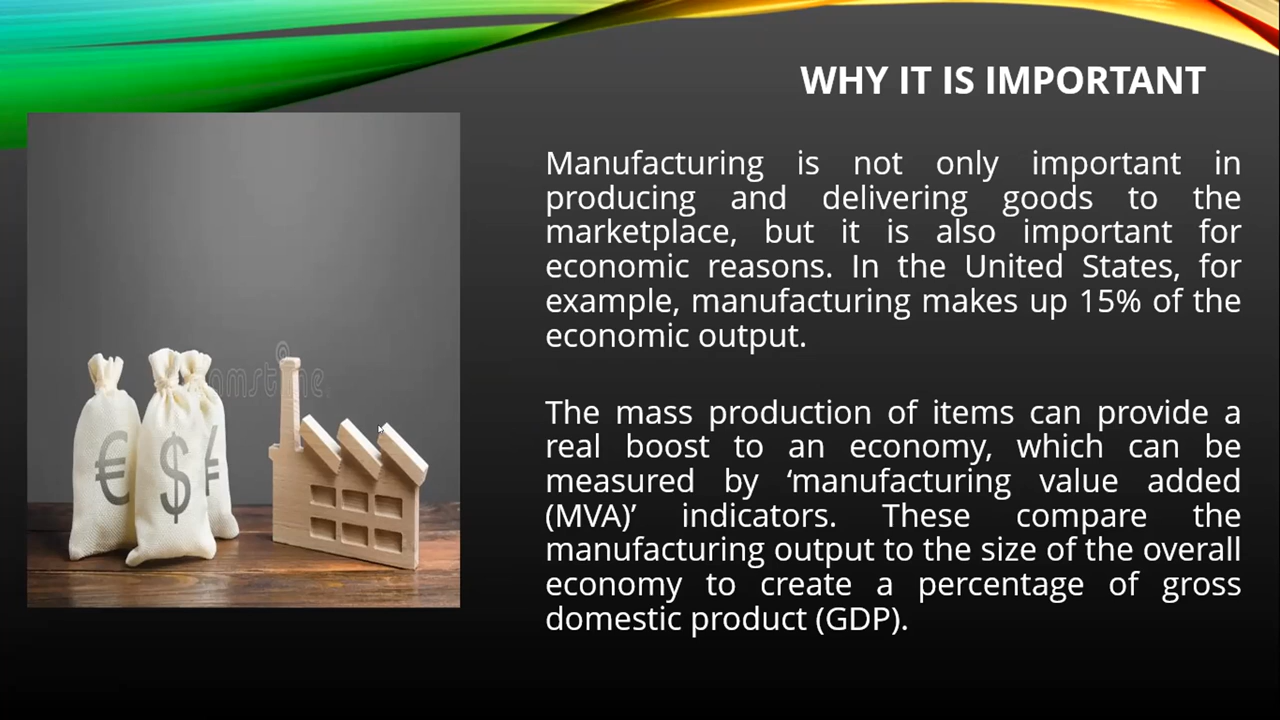 WHY IT IS IMPORTANT
Manufacturing is not only important in
producing and delivering goods to the
marketplace, but it is also important for
economic reasons. In the United States, for
example, manufacturing makes up 15% of the
economic output.
The mass production of items can provide a
real boost to an economy, which can be
measured by ‘manufacturing value added
(MVA)’ indicators. These compare the
manufacturing output to the size of the overall
economy to create a percentage of gross
domestic product (GDP).
€
$